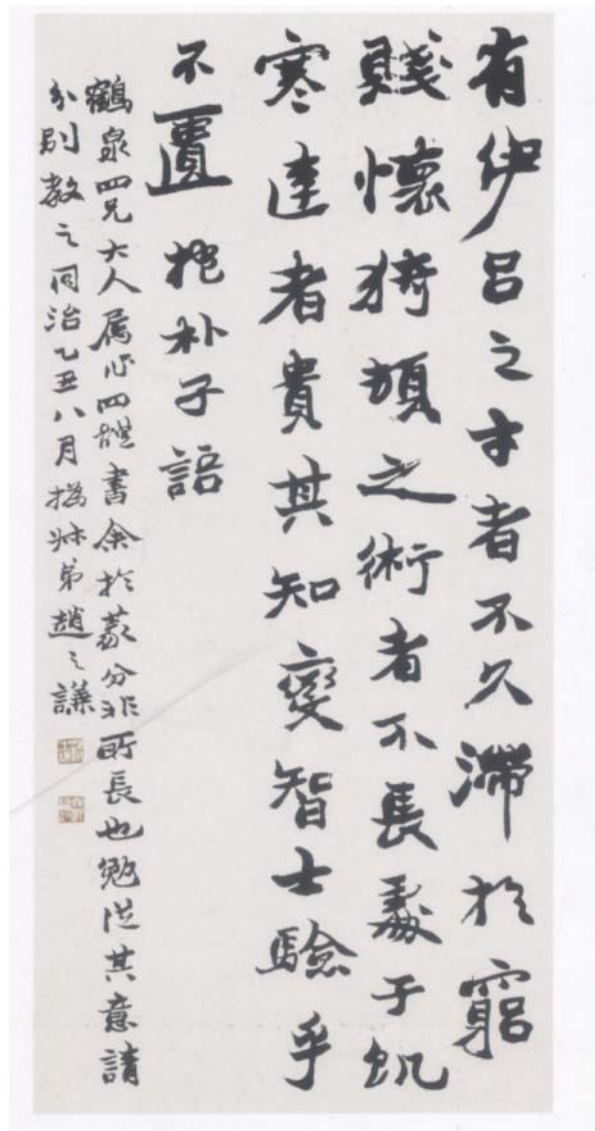 有伊呂之才者不久滯於窮
賤懷猗頓之術者不長處于飢
寒達者貴其知變智士驗乎
不匱抱朴子語
鶴泉四兄大人屬作四體書余於篆分非所長也勉從其意請
分別教之同治乙丑八月撝叔弟趙之謙